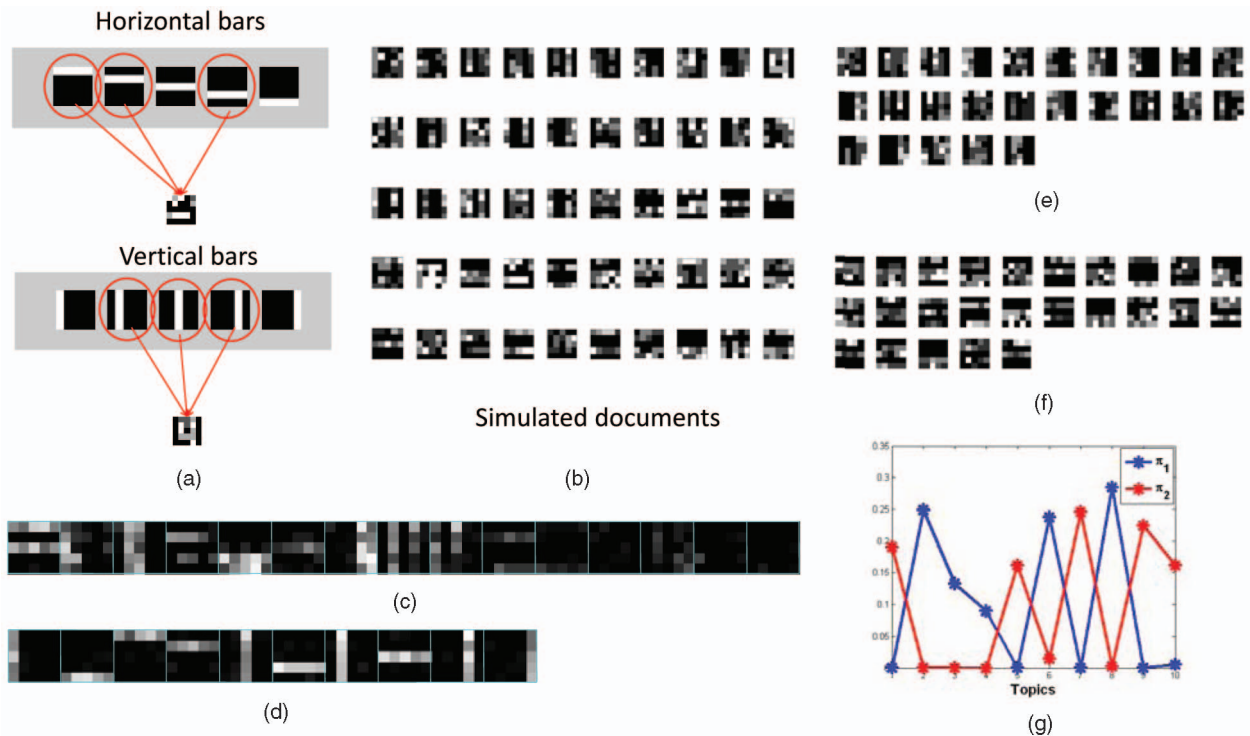 Horizontal bars
Vertical bars
(a)
Simulated documents
(b)
(c)
(d)
(e)
(f)
0.35
0.3
0.25
0.2
0.15
0.1
0.05
π1
π2
1 2 3 4 5 6 7 8 9 10
Topics
(g)